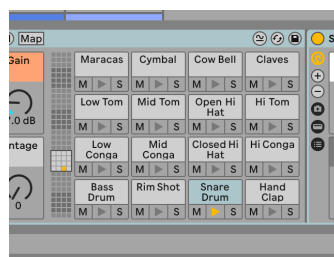 Map
S
Gain
Maracas
Cymbal
Cow Bell
Claves
M S M S M S M S
Low Tom
Mid Tom
Open Hi
Hat
Hi Tom
.0 dB
M S M S M S M S
ntage
Low
Conga
Mid
Conga
Closed Hi
Hat
Hi Conga
M S M S M S M S
Bass
Drum
Rim Shot
Snare
Drum
Hand
Clap
0
M S M S M S M S